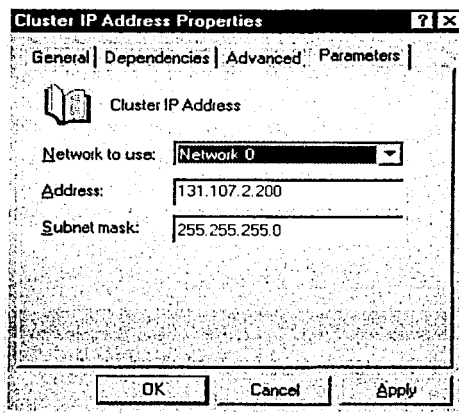 Cluster IP Address Properties
General Dependencies Advanced Parameters
Cluster IP Address
Network to use: Network 0
Address: 131.107.2.200
Subnet mask: 255.255.255.0
OK Cancel Apply